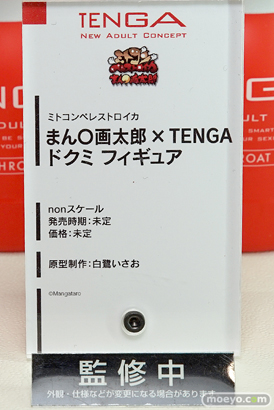 TENGA
NEW ADULT CONCEPT
ミトコンペレストロイカ
まん〇画太郎×TENGA
ドクミ フィギュア
nonスケール
発売時期：未定
価格：未定
原型制作：白鷺いさお
©Mangataro
監修中
外観・仕様などが変更になる場合があります。
moeyo.com